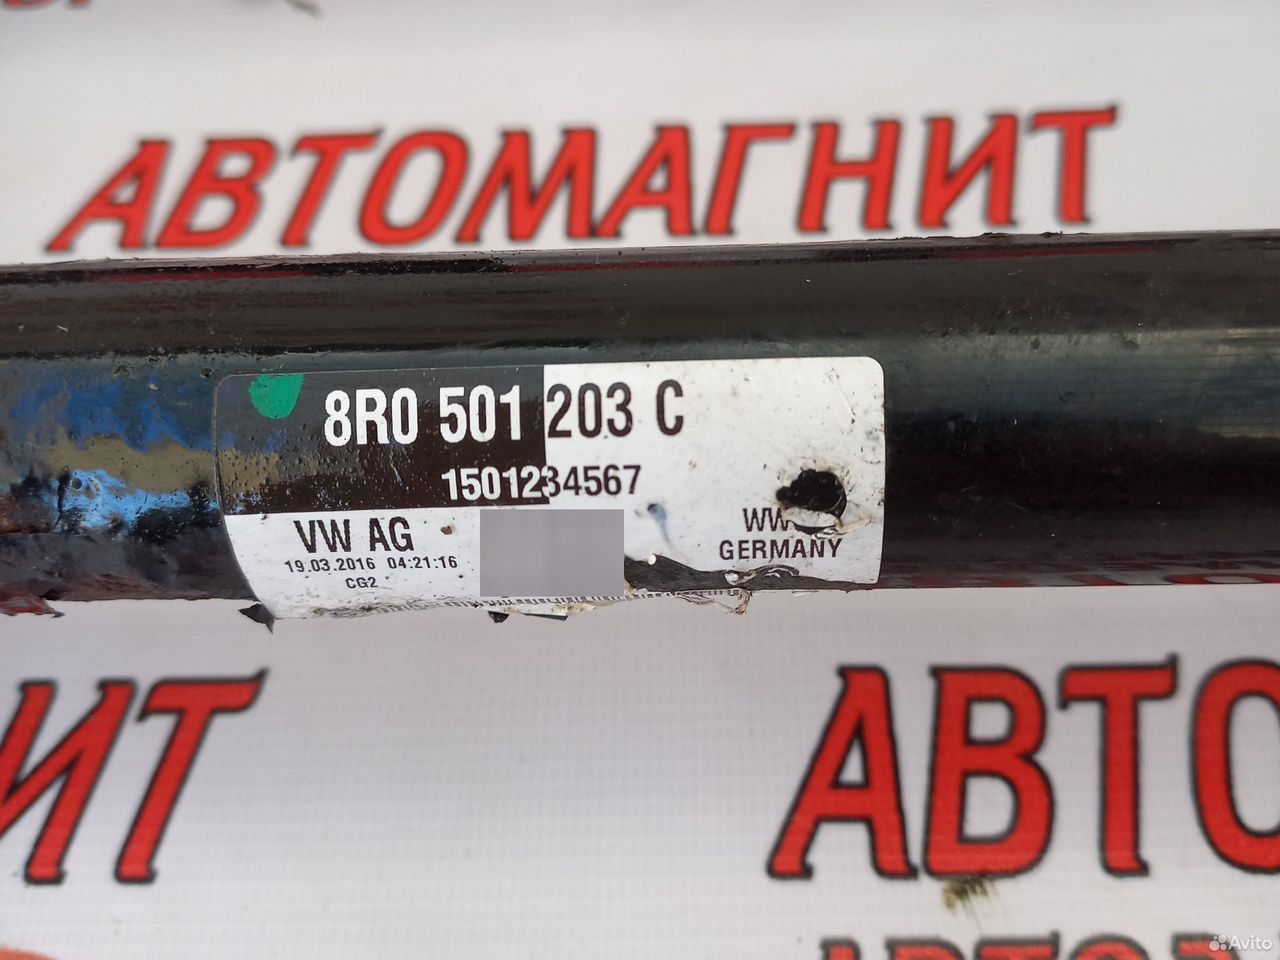 АВТОМАГНИТ
8R0 501 203 C
1501234567
VW AG
19.03.2016 04:21:16
CG2
GERMANY
ИТ
АВТО
Avito